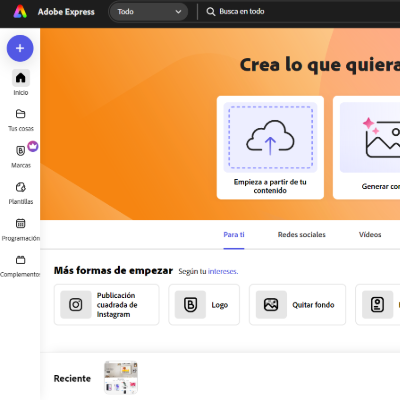 Adobe Express
Todo
Busca en todo
Inicio
Tus cosas
Marcas
Plantillas
Programación
Complementos
Crea lo que quiera
Empieza a partir de tu
contenido
Generar con
Para ti
Redes sociales
Vídeos
Más formas de empezar
Según tu intereses.
Publicación
cuadrada de
Instagram
Logo
Quitar fondo
Reciente